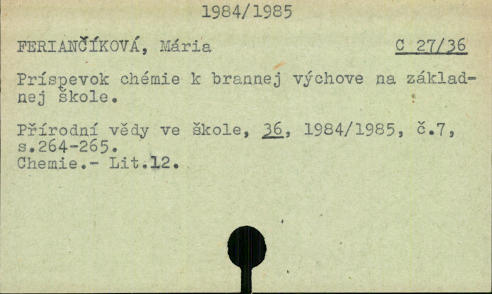 1984/1985
FERIANČÍKOVÁ, Mária C 27/36
Príspevok chémie k brannej výchove na základ-
nej škole.
Přírodní vědy ve škole, 36, 1984/1985, č.7,
s.264-265.
Chemie.- Lit.12.